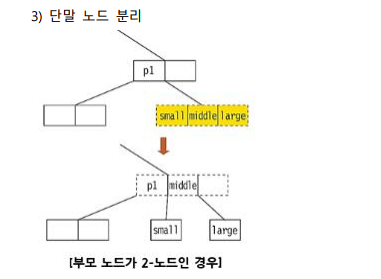 3) 단말 노드 분리
p1
small middle large
p1 middle
small large
[부모 노드가 2-노드인 경우]